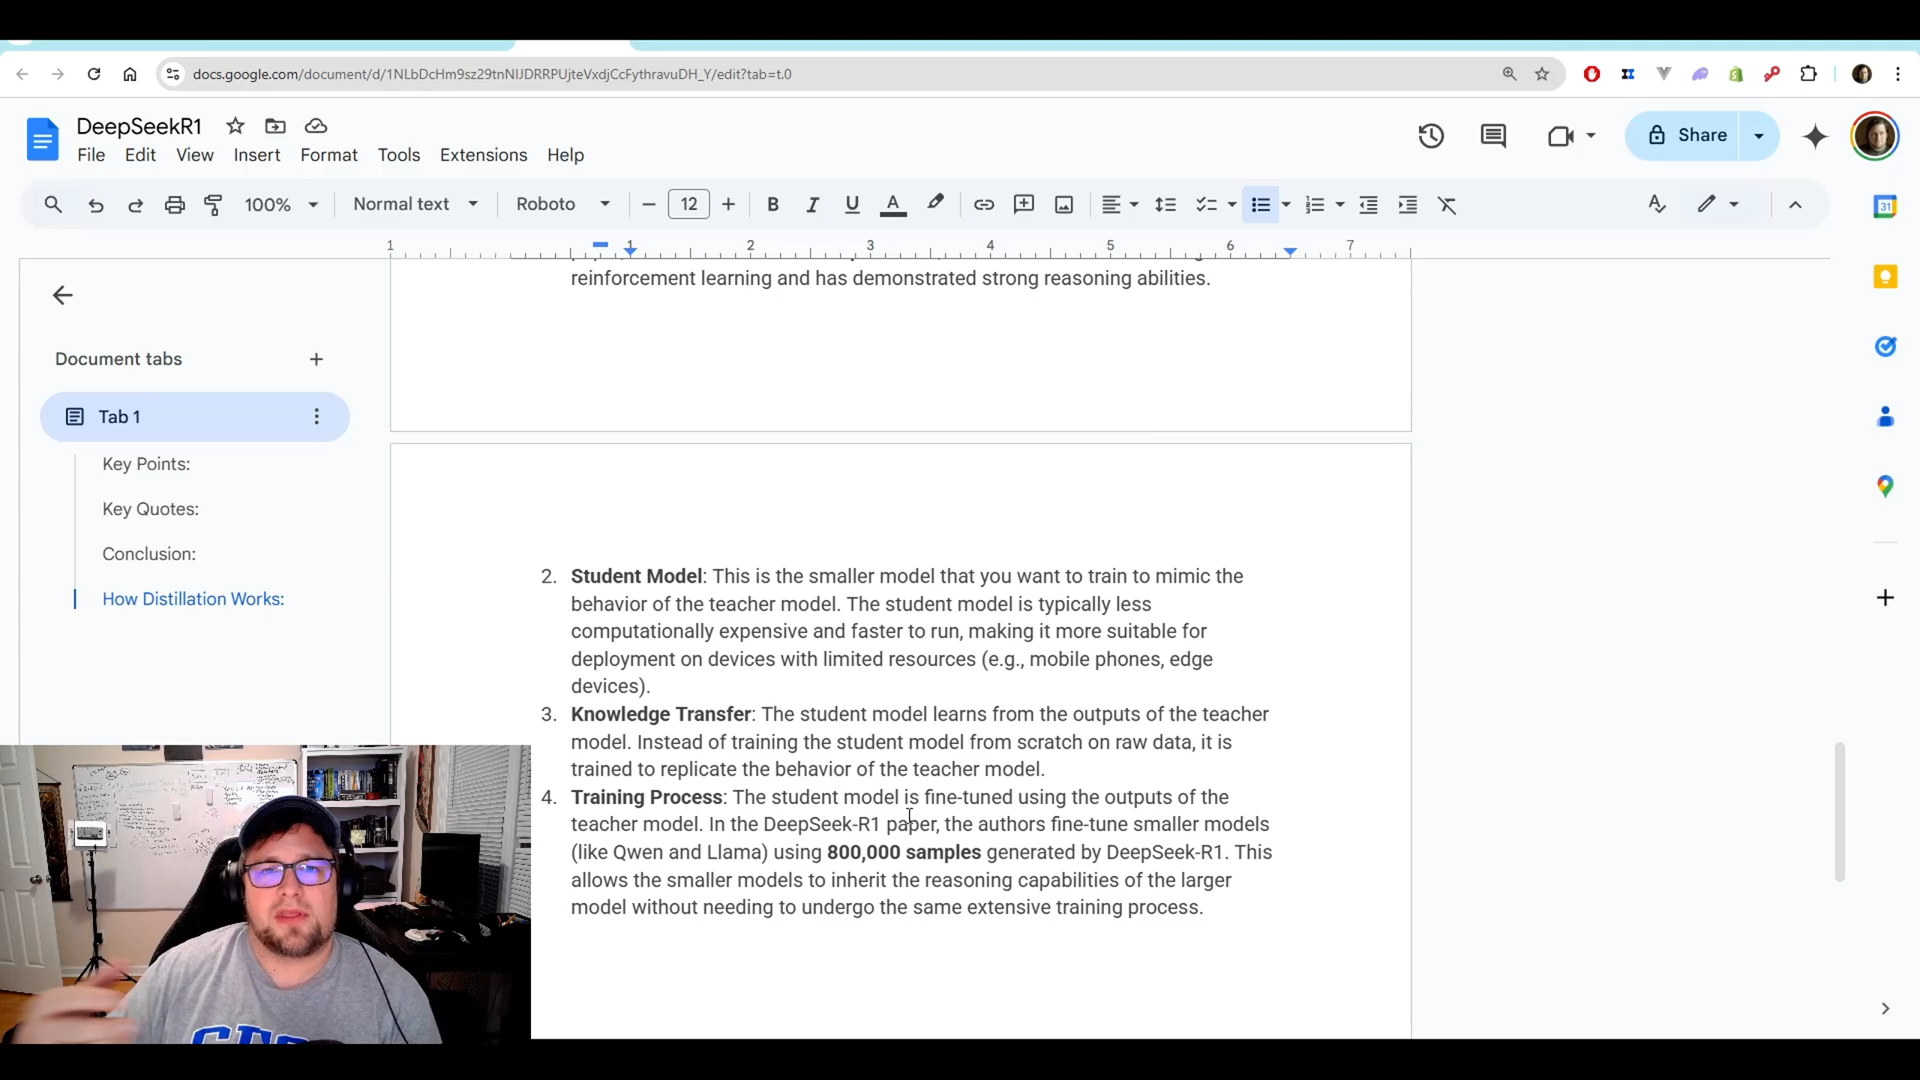 docs.google.com/document/d/1NLbDcHm9sz29tnNIJDRRPUjteVxdjCcFythravuDH_Y/edit?tab=t.0
DeepSeekR1
File Edit View Insert Format Tools Extensions Help
Share
100% Normal text Roboto 12
1 1 2 3 4 5 6 7
31
Document tabs
Tab 1
Key Points:
Key Quotes:
Conclusion:
How Distillation Works:
reinforcement learning and has demonstrated strong reasoning abilities.
2. Student Model: This is the smaller model that you want to train to mimic the
behavior of the teacher model. The student model is typically less
computationally expensive and faster to run, making it more suitable for
deployment on devices with limited resources (e.g., mobile phones, edge
devices).
3. Knowledge Transfer: The student model learns from the outputs of the teacher
model. Instead of training the student model from scratch on raw data, it is
trained to replicate the behavior of the teacher model.
4. Training Process: The student model is fine-tuned using the outputs of the
teacher model. In the DeepSeek-R1 paper, the authors fine-tune smaller models
(like Qwen and Llama) using 800,000 samples generated by DeepSeek-R1. This
allows the smaller models to inherit the reasoning capabilities of the larger
model without needing to undergo the same extensive training process.